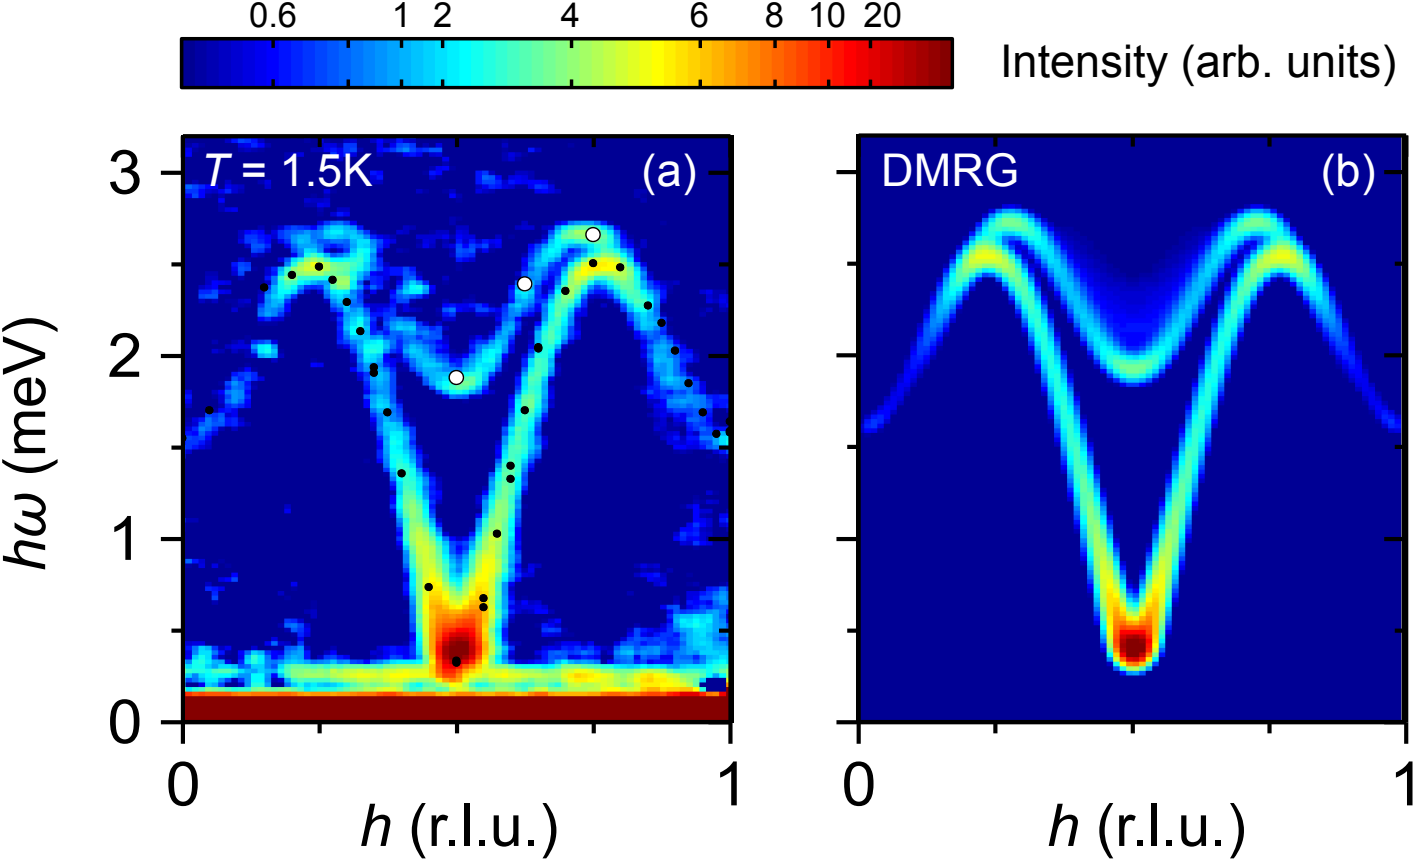 0.6 1 2 4 6 8 10 20
Intensity (arb. units)
T = 1.5K (a)
DMRG (b)
3
2
1
0
ħω (meV)
0 1
0 1
h (r.l.u.)
h (r.l.u.)